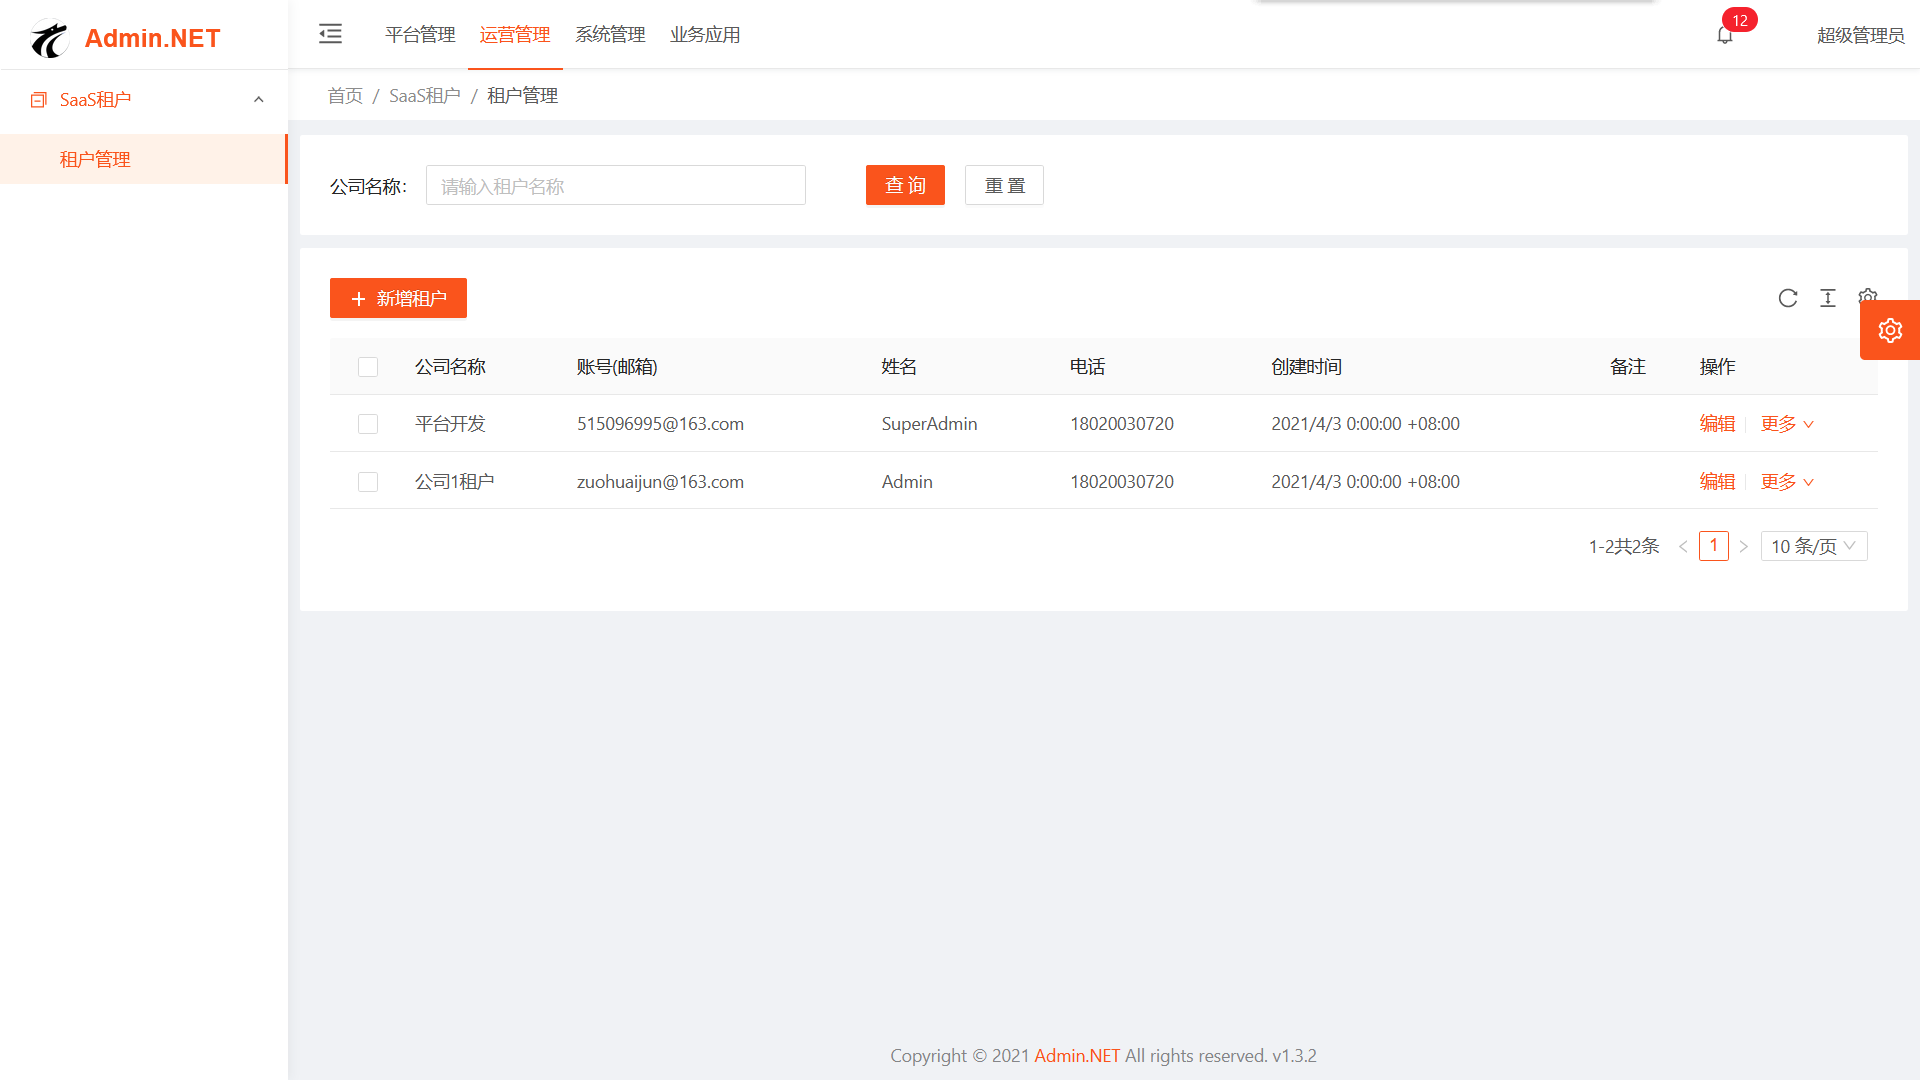 Admin.NET
平台管理 运营管理 系统管理 业务应用
12
超级管理员
SaaS租户
租户管理
首页 / SaaS租户 / 租户管理
公司名称: 请输入租户名称 查 询 重 置
新增租户
公司名称 账号(邮箱) 姓名 电话 创建时间 备注 操作
平台开发 515096995@163.com SuperAdmin 18020030720 2021/4/3 0:00:00 +08:00 编辑 更多
公司1租户 zuohuaijun@163.com Admin 18020030720 2021/4/3 0:00:00 +08:00 编辑 更多
1-2共2条 < 1 > 10 条/页
Copyright © 2021 Admin.NET All rights reserved. v1.3.2